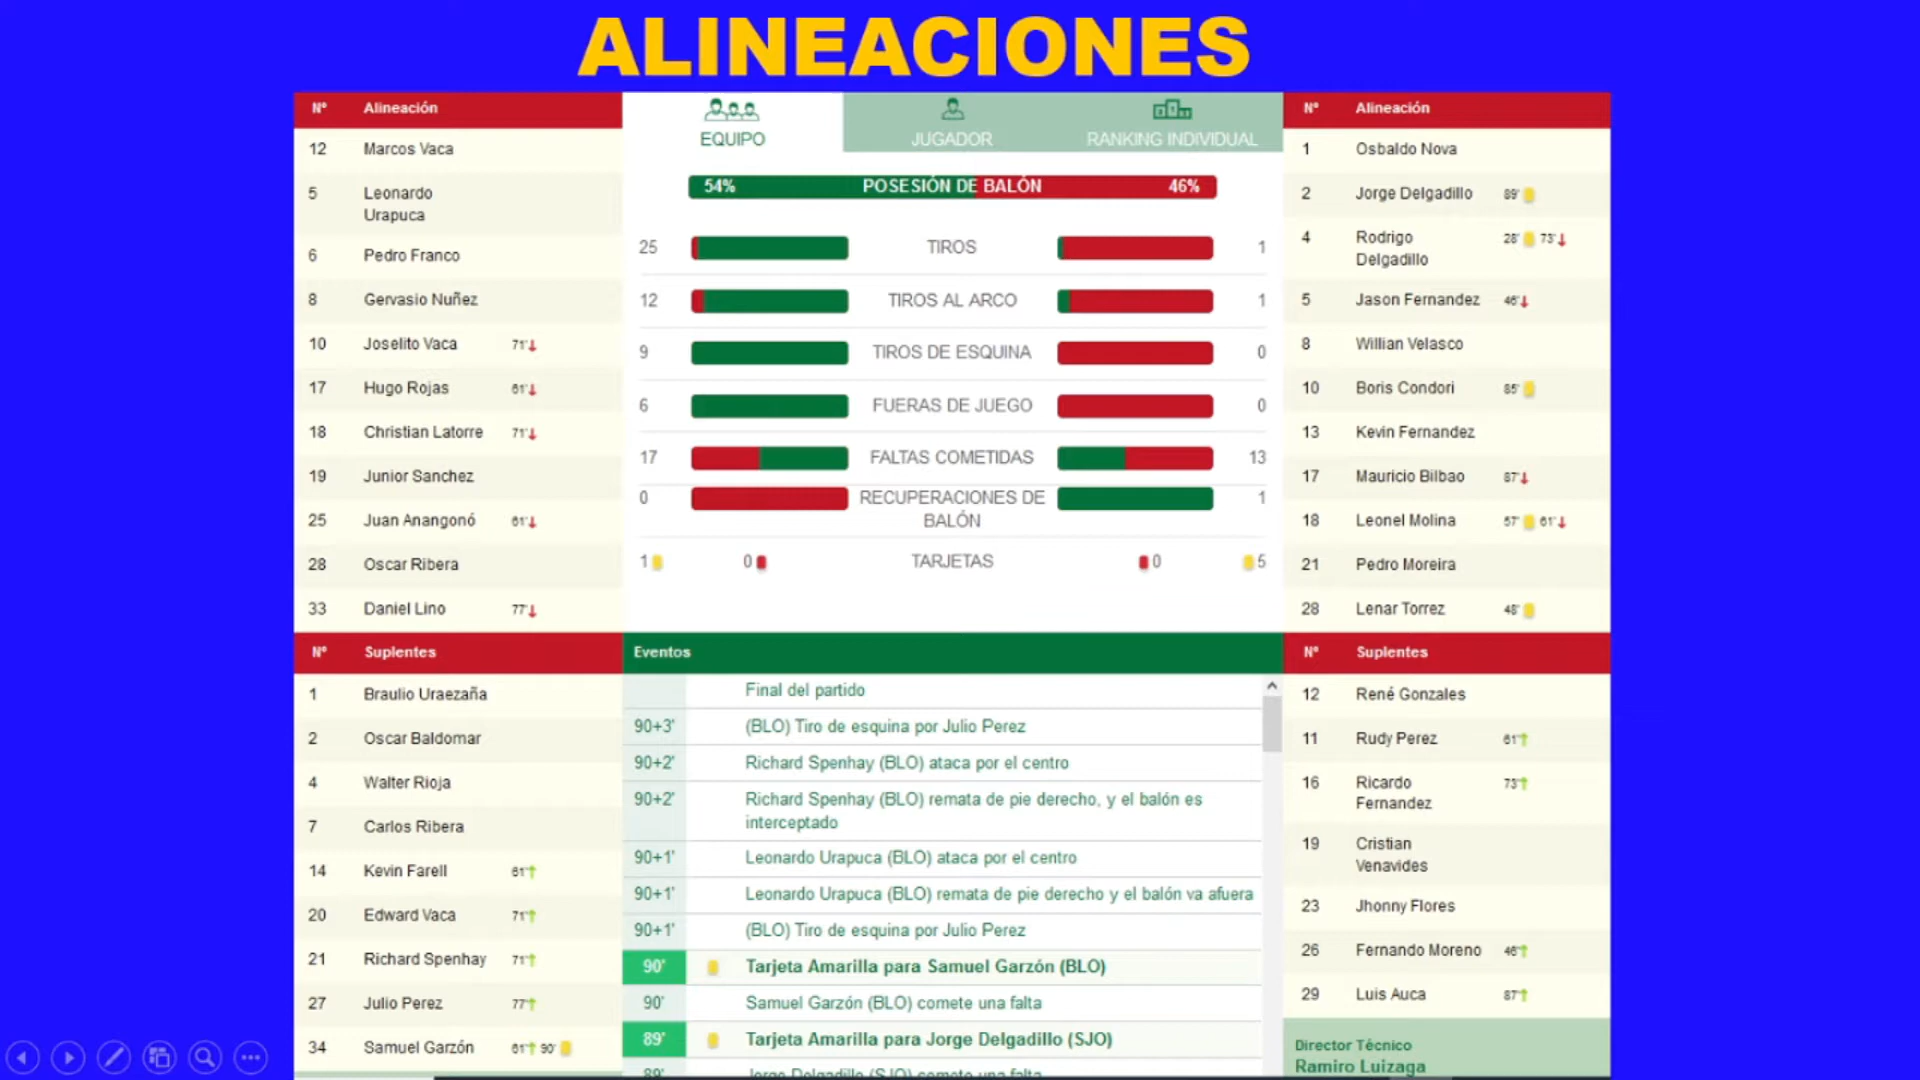 ALINEACIONES
Nº Alineación
12 Marcos Vaca
5 Leonardo
Urapuca
6 Pedro Franco
8 Gervasio Nuñez
10 Joselito Vaca 71'
17 Hugo Rojas 61'
18 Christian Latorre 71'
19 Junior Sanchez
25 Juan Anangonó 61'
28 Oscar Ribera
33 Daniel Lino 77'
Nº Suplentes
1 Braulio Uraezaña
2 Oscar Baldomar
4 Walter Rioja
7 Carlos Ribera
14 Kevin Farell 61'
20 Edward Vaca 71'
21 Richard Spenhay 71'
27 Julio Perez 77'
34 Samuel Garzón 61' 90'
EQUIPO JUGADOR RANKING INDIVIDUAL
54% POSESIÓN DE BALÓN 46%
25 TIROS 1
12 TIROS AL ARCO 1
9 TIROS DE ESQUINA 0
6 FUERAS DE JUEGO 0
17 FALTAS COMETIDAS 13
0 RECUPERACIONES DE 1
BALÓN
1 0 TARJETAS 0 5
Eventos
Final del partido
90+3' (BLO) Tiro de esquina por Julio Perez
90+2' Richard Spenhay (BLO) ataca por el centro
90+2' Richard Spenhay (BLO) remata de pie derecho, y el balón es
interceptado
90+1' Leonardo Urapuca (BLO) ataca por el centro
90+1' Leonardo Urapuca (BLO) remata de pie derecho y el balón va afuera
90+1' (BLO) Tiro de esquina por Julio Perez
90' Tarjeta Amarilla para Samuel Garzón (BLO)
90' Samuel Garzón (BLO) comete una falta
89' Tarjeta Amarilla para Jorge Delgadillo (SJO)
89' Jorge Delgadillo (SJO) comete una falta
Nº Alineación
1 Osbaldo Nova
2 Jorge Delgadillo 89'
4 Rodrigo 28' 73'
Delgadillo
5 Jason Fernandez 46'
8 Willian Velasco
10 Boris Condori 85'
13 Kevin Fernandez
17 Mauricio Bilbao 87'
18 Leonel Molina 57' 61'
21 Pedro Moreira
28 Lenar Torrez 48'
Nº Suplentes
12 René Gonzales
11 Rudy Perez 61'
16 Ricardo 73'
Fernandez
19 Cristian
Venavides
23 Jhonny Flores
26 Fernando Moreno 46'
29 Luis Auca 87'
Director Técnico
Ramiro Luizaga